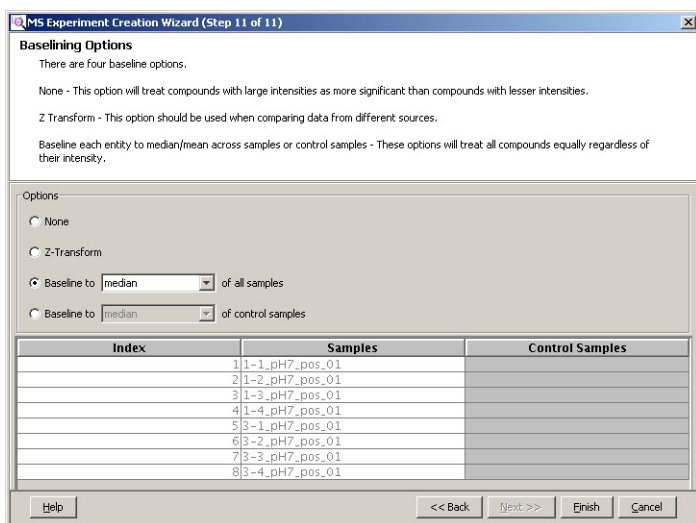 MS Experiment Creation Wizard (Step 11 of 11)
Baselining Options
There are four baseline options.
None - This option will treat compounds with large intensities as more significant than compounds with lesser intensities.
Z Transform - This option should be used when comparing data from different sources.
Baseline each entity to median/mean across samples or control samples - These options will treat all compounds equally regardless of
their intensity.
Options
None
Z-Transform
Baseline to median of all samples
Baseline to median of control samples
Index Samples Control Samples
1 1-1_pH7_pos_01
2 1-2_pH7_pos_01
3 1-3_pH7_pos_01
4 1-4_pH7_pos_01
5 3-1_pH7_pos_01
6 3-2_pH7_pos_01
7 3-3_pH7_pos_01
8 3-4_pH7_pos_01
Help << Back Next >> Finish Cancel